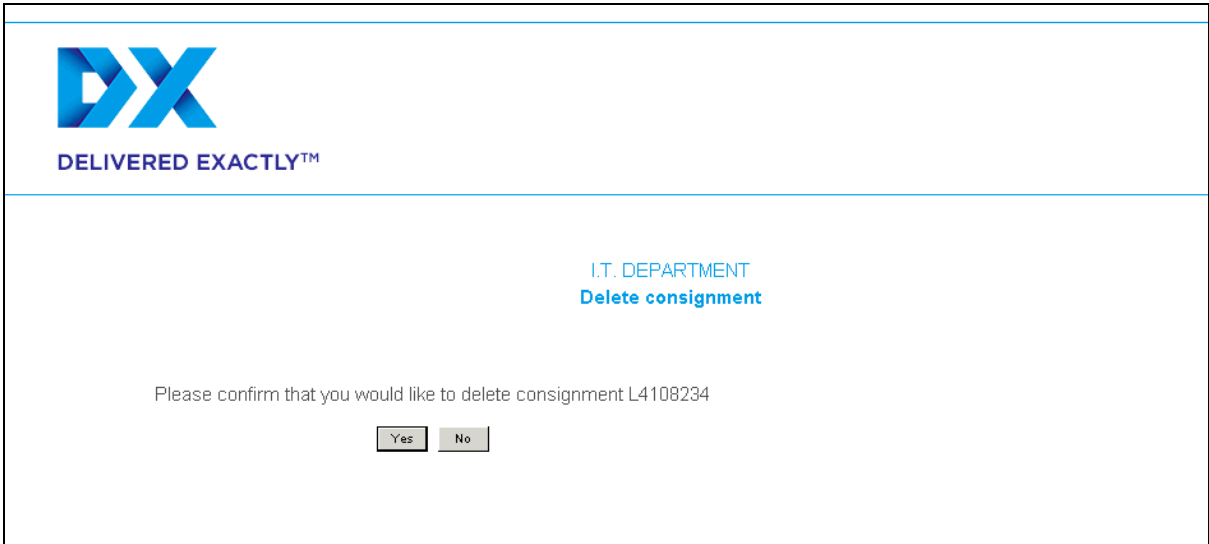 DX
DELIVERED EXACTLY™
I.T. DEPARTMENT
Delete consignment
Please confirm that you would like to delete consignment L4108234
Yes No